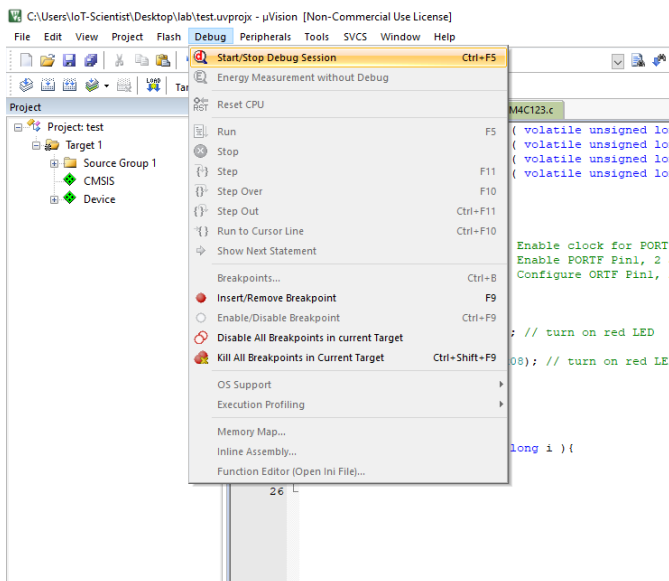 C:\Users\IoT-Scientist\Desktop\lab\test.uvprojx - µVision [Non-Commercial Use License]
File Edit View Project Flash Debug Peripherals Tools SVCS Window Help
LOAD Tar
Project
Project: test
Target 1
Source Group 1
CMSIS
Device
Start/Stop Debug Session Ctrl+F5
Energy Measurement without Debug
RST Reset CPU
Run F5
Stop
Step F11
Step Over F10
Step Out Ctrl+F11
Run to Cursor Line Ctrl+F10
Show Next Statement
Breakpoints... Ctrl+B
Insert/Remove Breakpoint F9
Enable/Disable Breakpoint Ctrl+F9
Disable All Breakpoints in current Target
Kill All Breakpoints in Current Target Ctrl+Shift+F9
OS Support
Execution Profiling
Memory Map...
Inline Assembly...
Function Editor (Open Ini File)...
M4C123.c
( volatile unsigned lo
( volatile unsigned lo
( volatile unsigned lo
( volatile unsigned lo
Enable clock for PORT
Enable PORTF Pin1, 2
Configure ORTF Pin1,
; // turn on red LED
08); // turn on red LE
long i ){
26